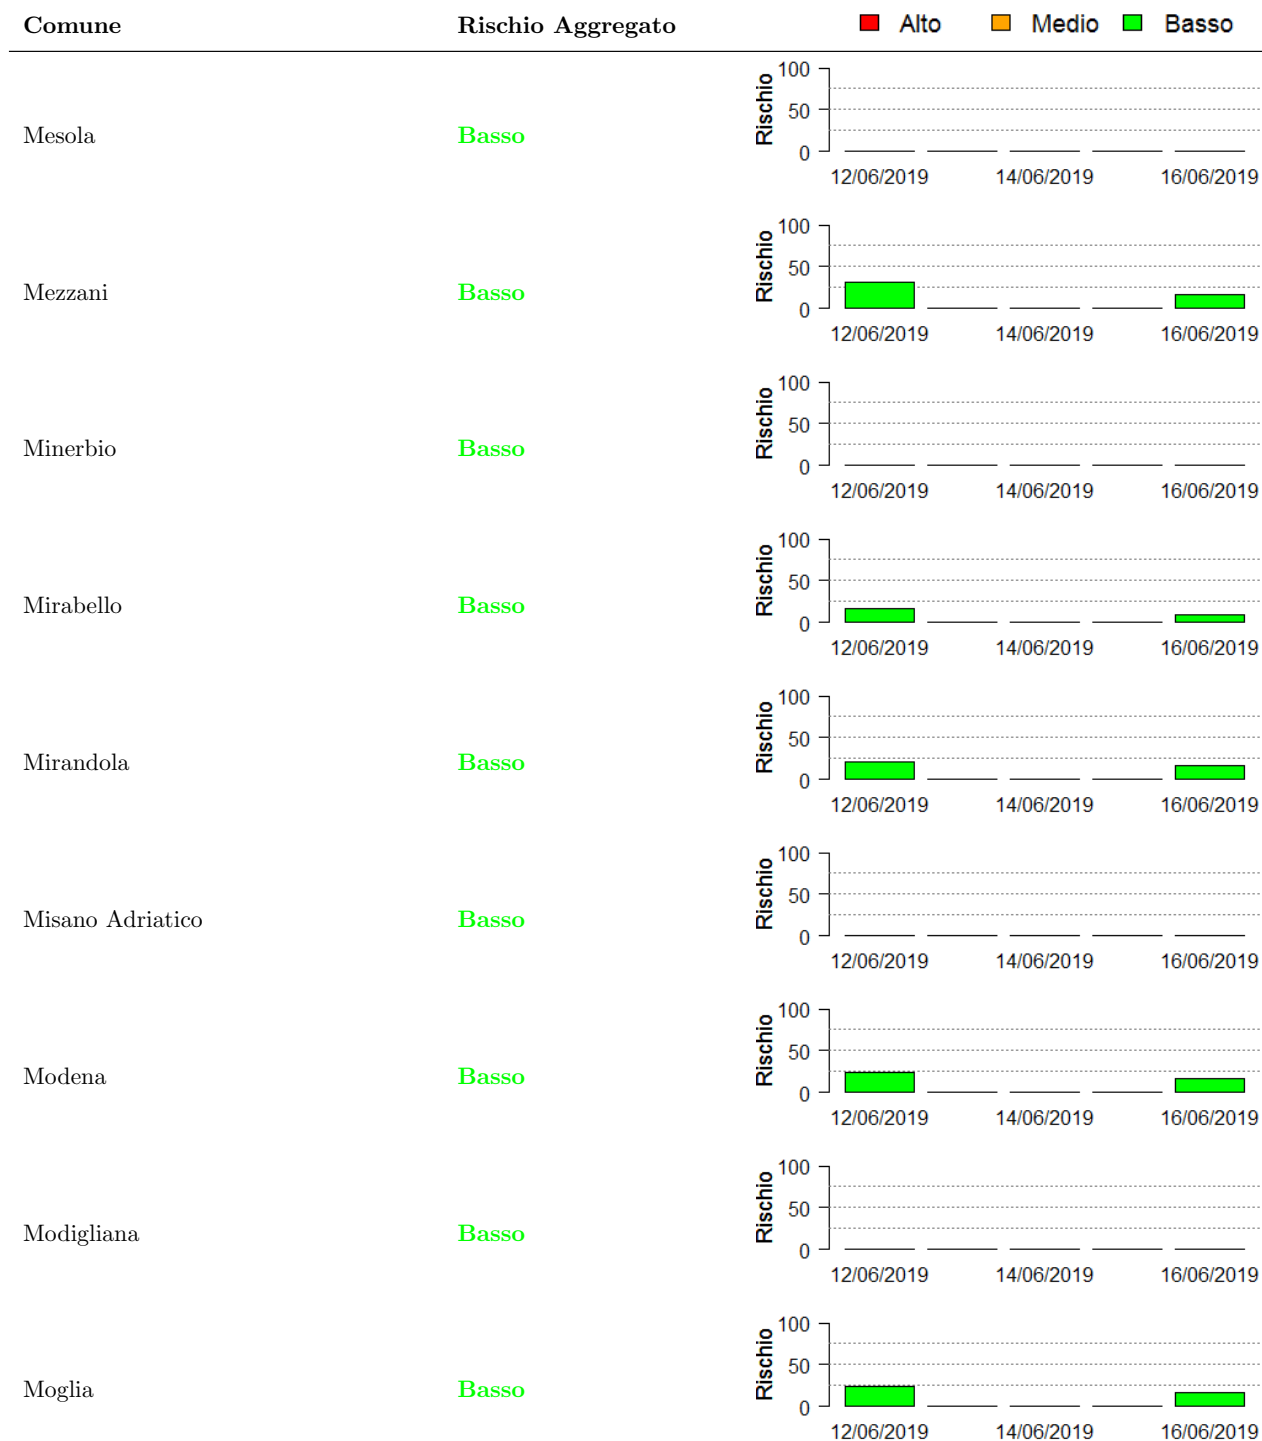 Comune Rischio Aggregato Alto Medio Basso
Mesola Basso
Rischio
100
50
0
12/06/2019 14/06/2019 16/06/2019
Mezzani Basso
Rischio
100
50
0
12/06/2019 14/06/2019 16/06/2019
Minerbio Basso
Rischio
100
50
0
12/06/2019 14/06/2019 16/06/2019
Mirabello Basso
Rischio
100
50
0
12/06/2019 14/06/2019 16/06/2019
Mirandola Basso
Rischio
100
50
0
12/06/2019 14/06/2019 16/06/2019
Misano Adriatico Basso
Rischio
100
50
0
12/06/2019 14/06/2019 16/06/2019
Modena Basso
Rischio
100
50
0
12/06/2019 14/06/2019 16/06/2019
Modigliana Basso
Rischio
100
50
0
12/06/2019 14/06/2019 16/06/2019
Moglia Basso
Rischio
100
50
0
12/06/2019 14/06/2019 16/06/2019